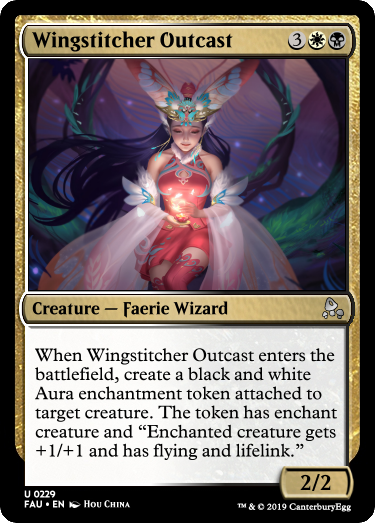 Wingstitcher Outcast 3
Creature — Faerie Wizard
When Wingstitcher Outcast enters the
battlefield, create a black and white
Aura enchantment token attached to
target creature. The token has enchant
creature and “Enchanted creature gets
+1/+1 and has flying and lifelink.”
2/2
U 0229
FAU • EN Hou China
™ & © 2019 CanterburyEgg